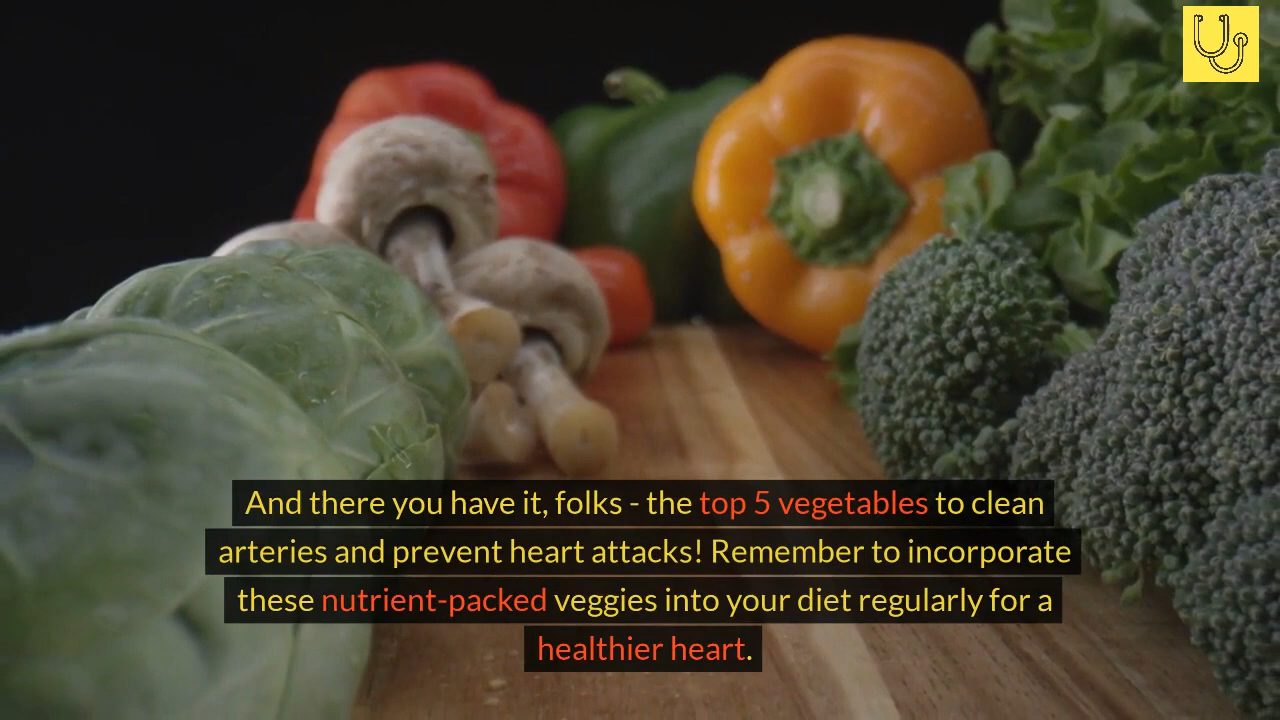 And there you have it, folks - the top 5 vegetables to clean
arteries and prevent heart attacks! Remember to incorporate
these nutrient-packed veggies into your diet regularly for a
healthier heart.